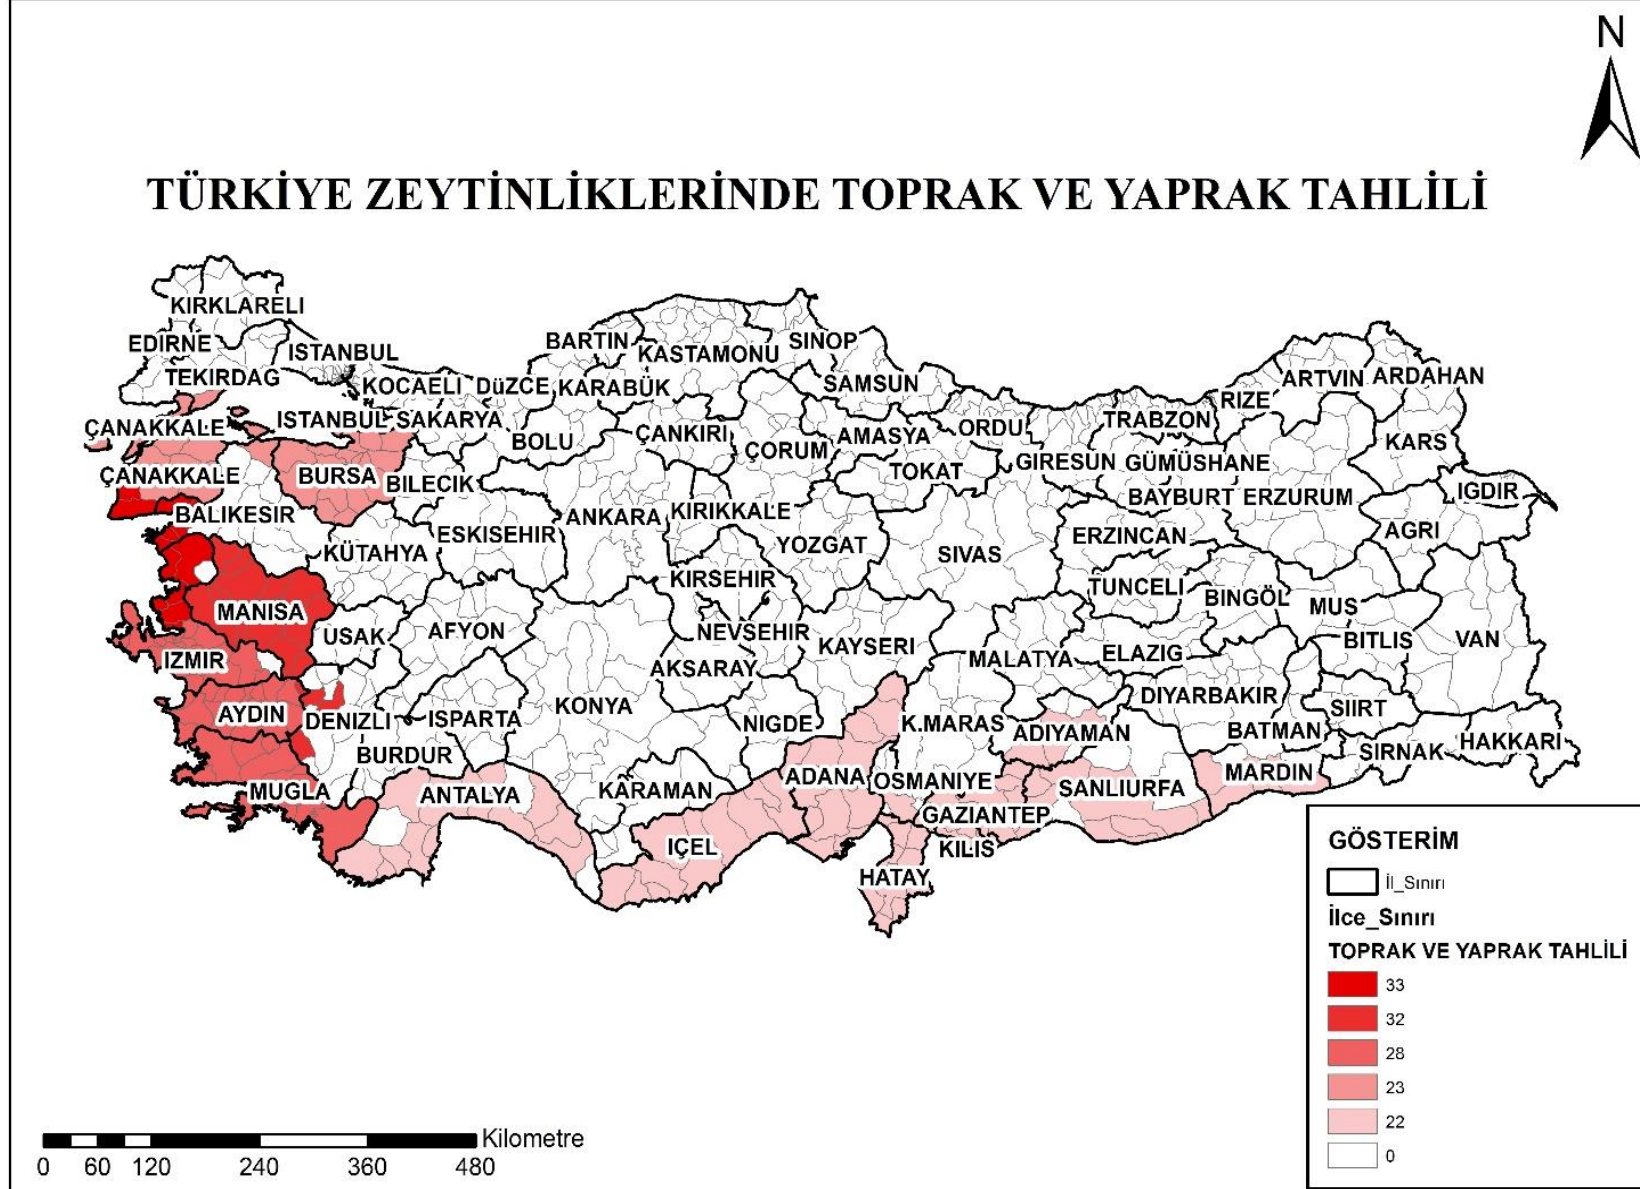 N
TÜRKİYE ZEYTİNLİKLERİNDE TOPRAK VE YAPRAK TAHLİLİ
KIRKLARELI
EDIRNE
ISTANBUL
TEKIRDAG
KOCAELI
DüZCE
BARTIN
KASTAMONU
SINOP
KARABÜK
SAMSUN
ARTVIN
ARDAHAN
RIZE
ÇANAKKALE
ISTANBUL
SAKARYA
BOLU
ÇANKIRI
ÇORUM
AMASYA
ORDU
TRABZON
KARS
ÇANAKKALE
BURSA
BILECIK
TOKAT
GIRESUN
GÜMÜSHANE
BALIKESIR
ESKISEHIR
ANKARA
KIRIKKALE
BAYBURT
ERZURUM
IGDIR
KÜTAHYA
YOZGAT
SIVAS
ERZINCAN
AGRI
MANISA
USAK
AFYON
KIRSEHIR
TUNCELI
BINGÖL
MUS
IZMIR
NEVSEHIR
KAYSERI
MALATYA
ELAZIG
BITLIS
VAN
AKSARAY
AYDIN
DENIZLI
ISPARTA
KONYA
NIGDE
K.MARAS
ADIYAMAN
DIYARBAKIR
BATMAN
SIIRT
SIRNAK
HAKKARI
BURDUR
MUGLA
ANTALYA
KARAMAN
ADANA
OSMANIYE
SANLIURFA
MARDIN
GAZIANTEP
IÇEL
KILIS
HATAY
GÖSTERİM
İl_Sınırı
İlce_Sınırı
TOPRAK VE YAPRAK TAHLİLİ
33
32
28
23
22
0
Kilometre
0 60 120 240 360 480